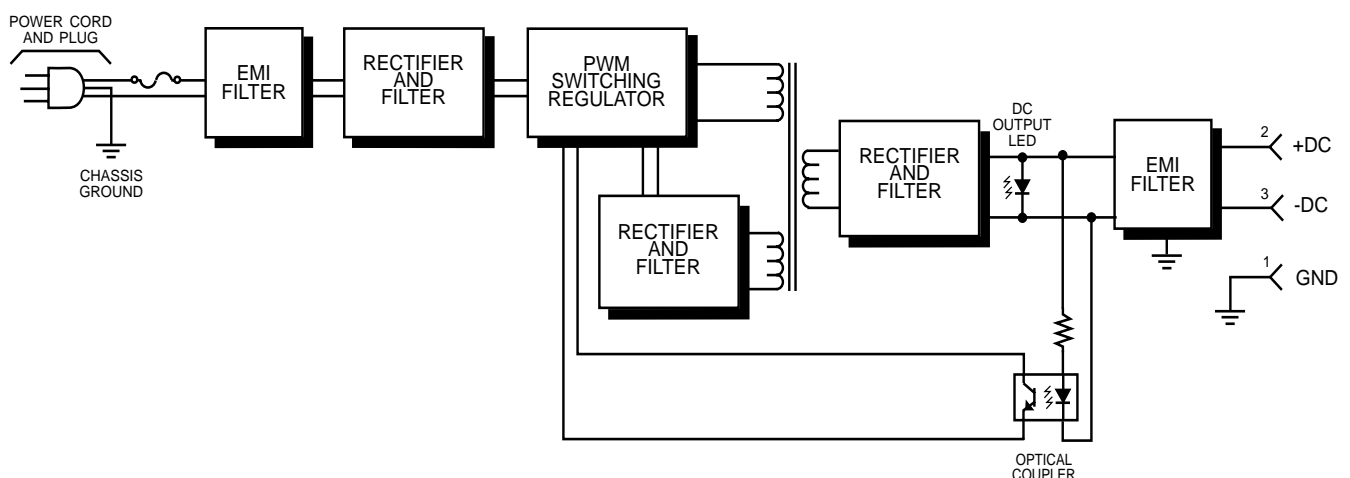 POWER CORD
AND PLUG
CHASSIS
GROUND
EMI
FILTER
RECTIFIER
AND
FILTER
PWM
SWITCHING
REGULATOR
RECTIFIER
AND
FILTER
RECTIFIER
AND
FILTER
DC
OUTPUT
LED
EMI
FILTER
2
+DC
3
-DC
1
GND
OPTICAL
COUPLER